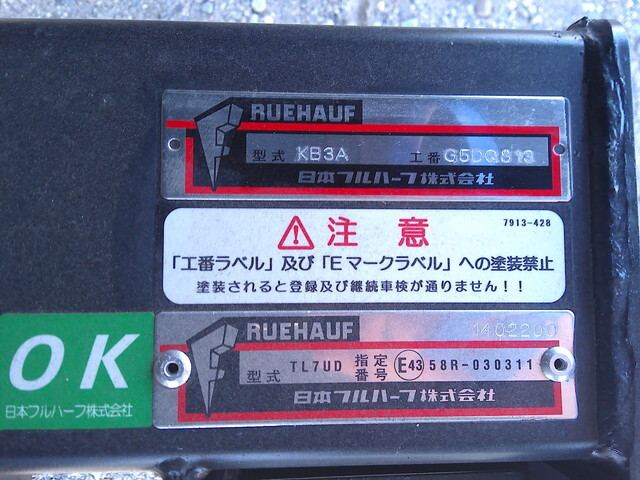 FRUEHAUF
型式 KB3A 工番 G5DQ813
日本フルハーフ株式会社
注意 7913-428
「工番ラベル」及び「Eマークラベル」への塗装禁止
塗装されると登録及び継続車検が通りません!!
OK
日本フルハーフ株式会社
FRUEHAUF 1402200
型式 TL7UD 指定番号 E43 58R-030311
日本フルハーフ株式会社